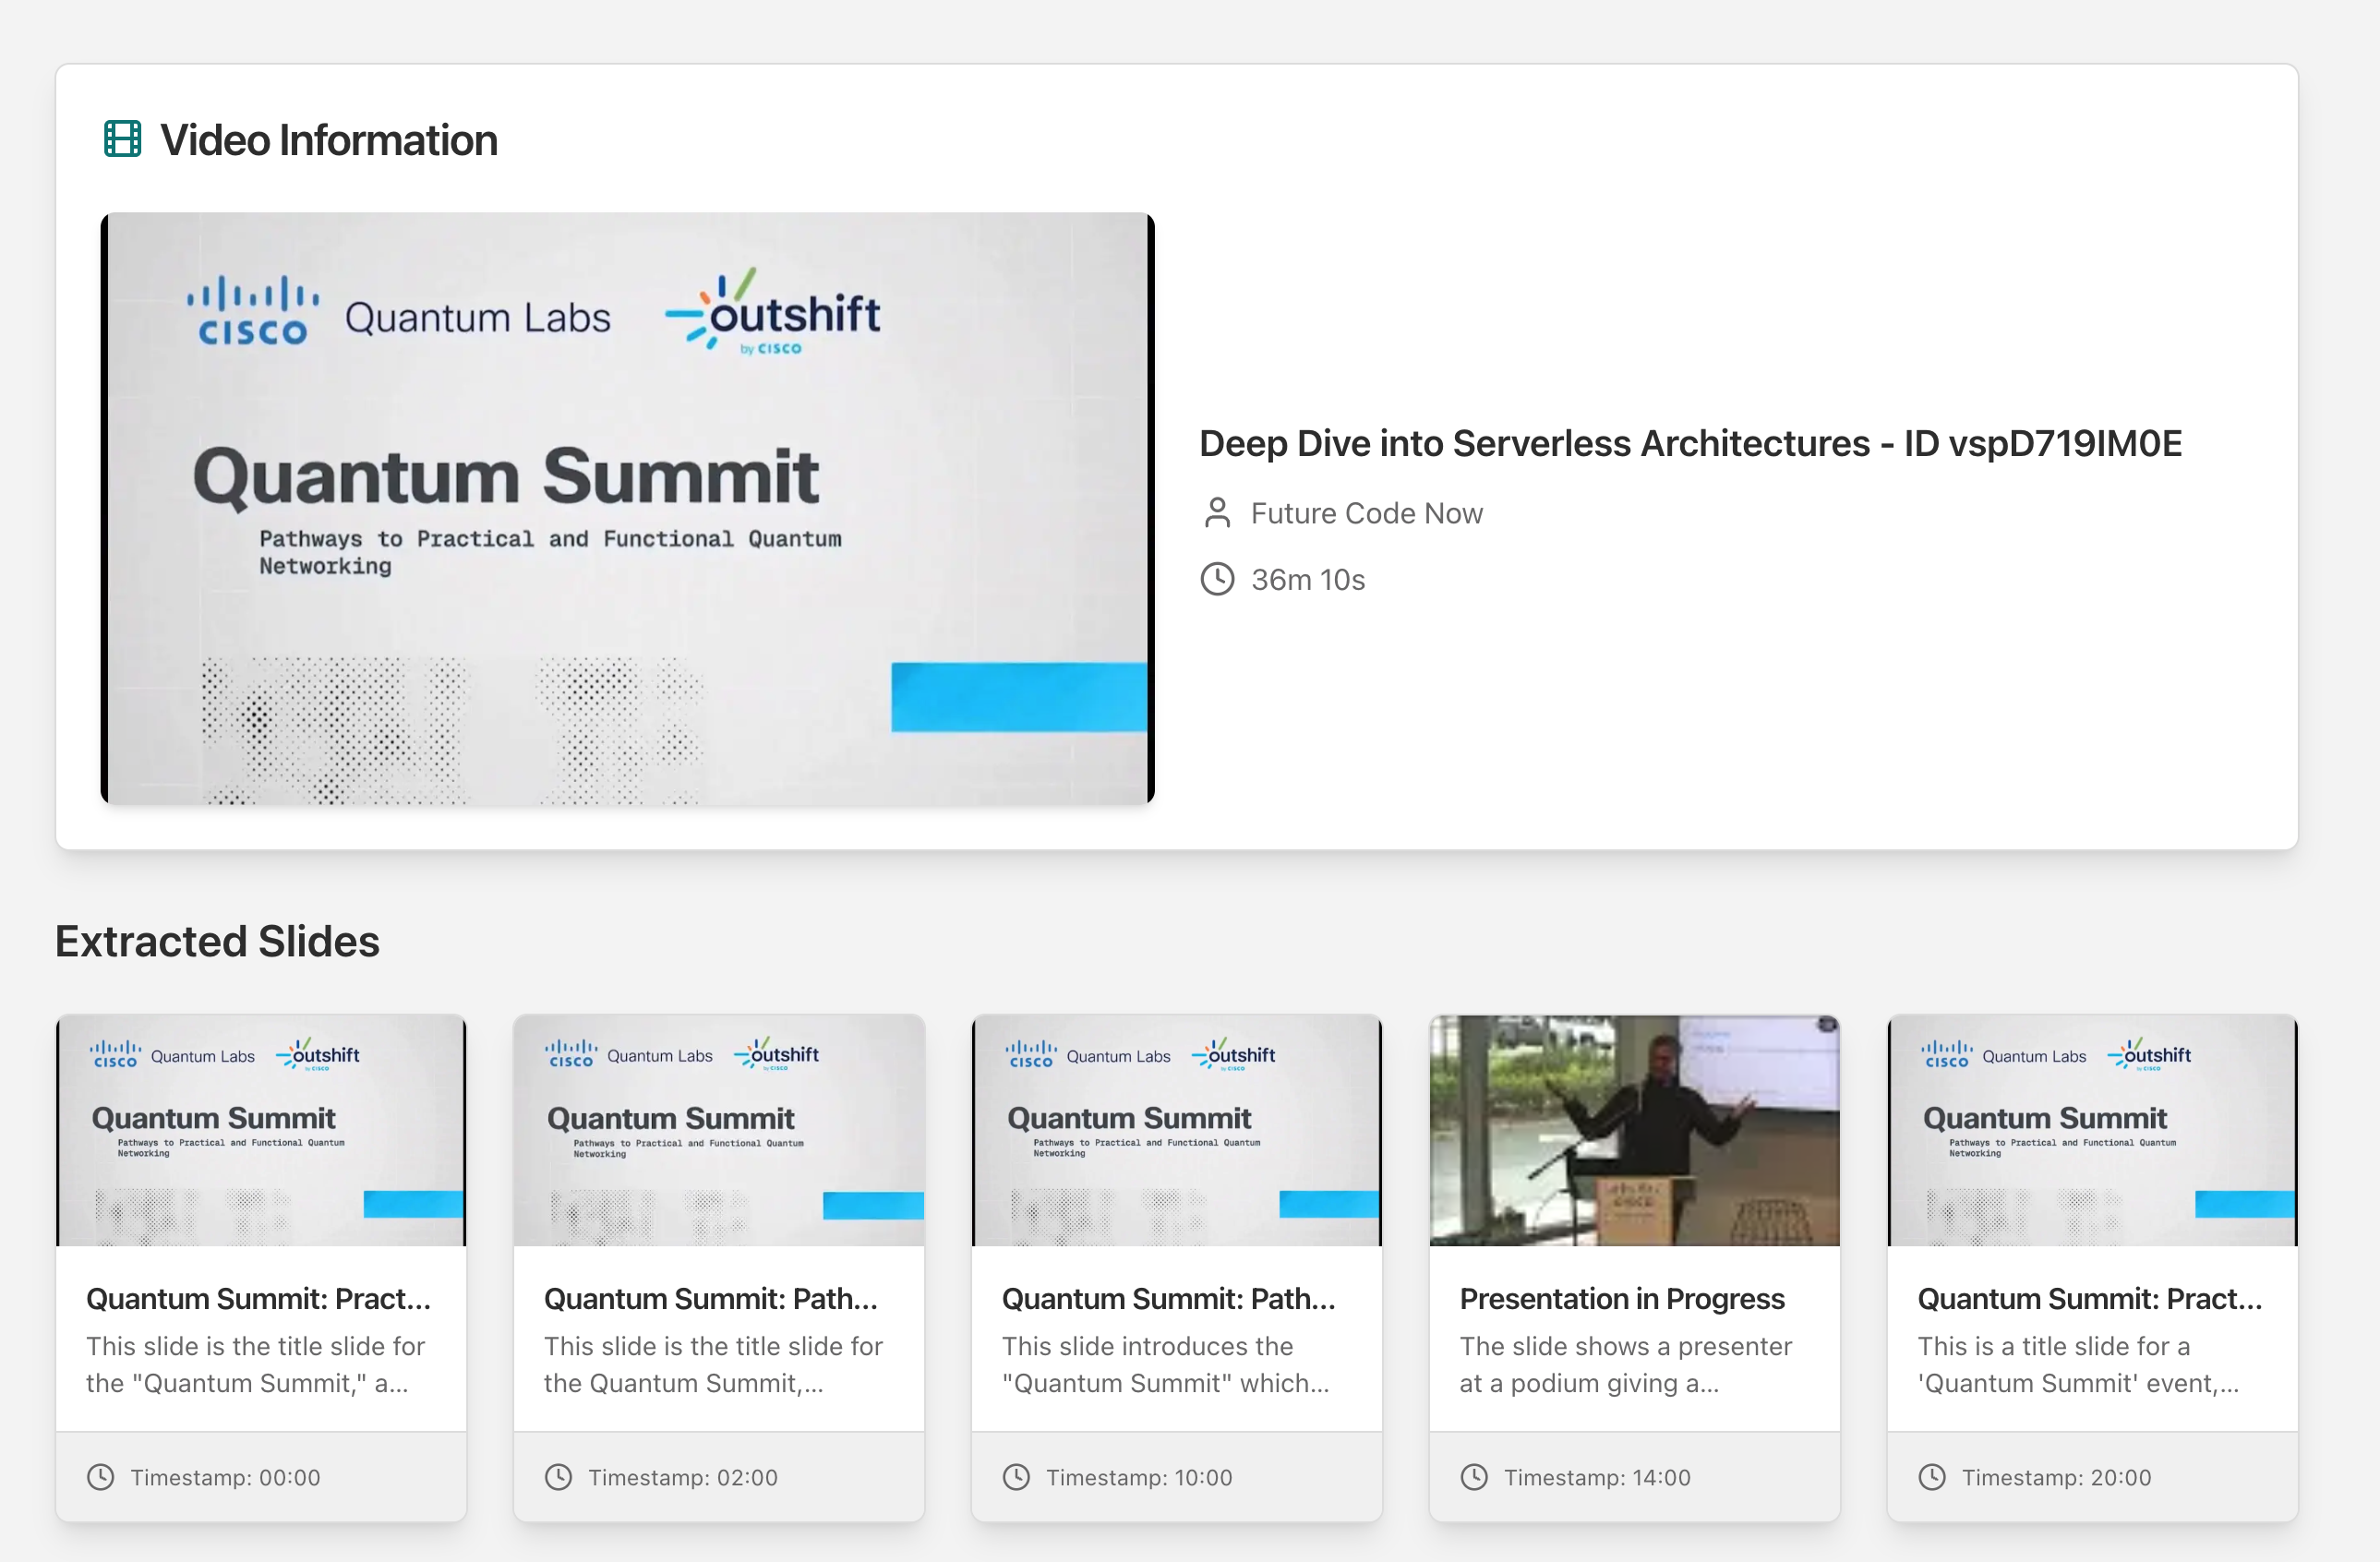 Video Information
CISCO Quantum Labs outshift
by CISCO
Quantum Summit
Pathways to Practical and Functional Quantum
Networking
Deep Dive into Serverless Architectures - ID vspD719IM0E
Future Code Now
36m 10s
Extracted Slides
CISCO Quantum Labs outshift
by CISCO
Quantum Summit
Pathways to Practical and Functional Quantum
Networking
Quantum Summit: Pract...
This slide is the title slide for
the "Quantum Summit," a...
Timestamp: 00:00
CISCO Quantum Labs outshift
by CISCO
Quantum Summit
Pathways to Practical and Functional Quantum
Networking
Quantum Summit: Path...
This slide is the title slide for
the Quantum Summit,...
Timestamp: 02:00
CISCO Quantum Labs outshift
by CISCO
Quantum Summit
Pathways to Practical and Functional Quantum
Networking
Quantum Summit: Path...
This slide introduces the
"Quantum Summit" which...
Timestamp: 10:00
Presentation in Progress
The slide shows a presenter
at a podium giving a...
Timestamp: 14:00
CISCO Quantum Labs outshift
by CISCO
Quantum Summit
Pathways to Practical and Functional Quantum
Networking
Quantum Summit: Pract...
This is a title slide for a
'Quantum Summit' event,...
Timestamp: 20:00